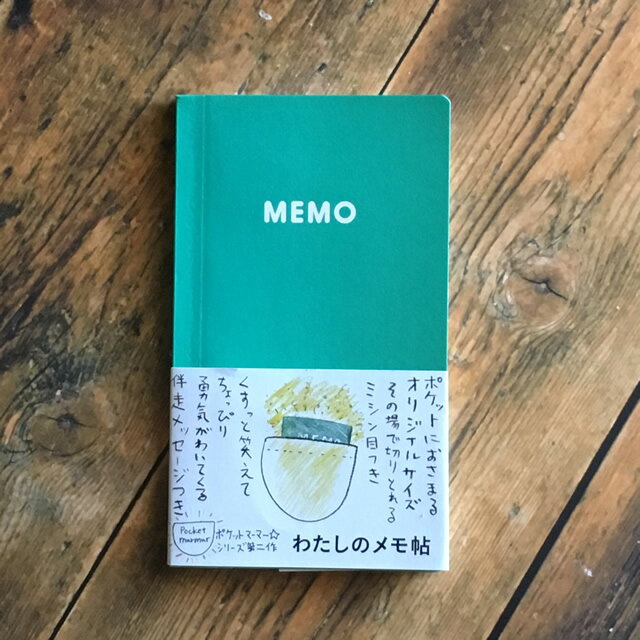 MEMO
ポケットにおさまる
オリジナルサイズ
その場で切りとれる
ミシン目つき
くすっと笑えて
ちょっぴり
勇気がわいてくる
伴走メッセージつき
Pocket
mamar
ポケットマーマー☆
シリーズ第二作
わたしのメモ帖